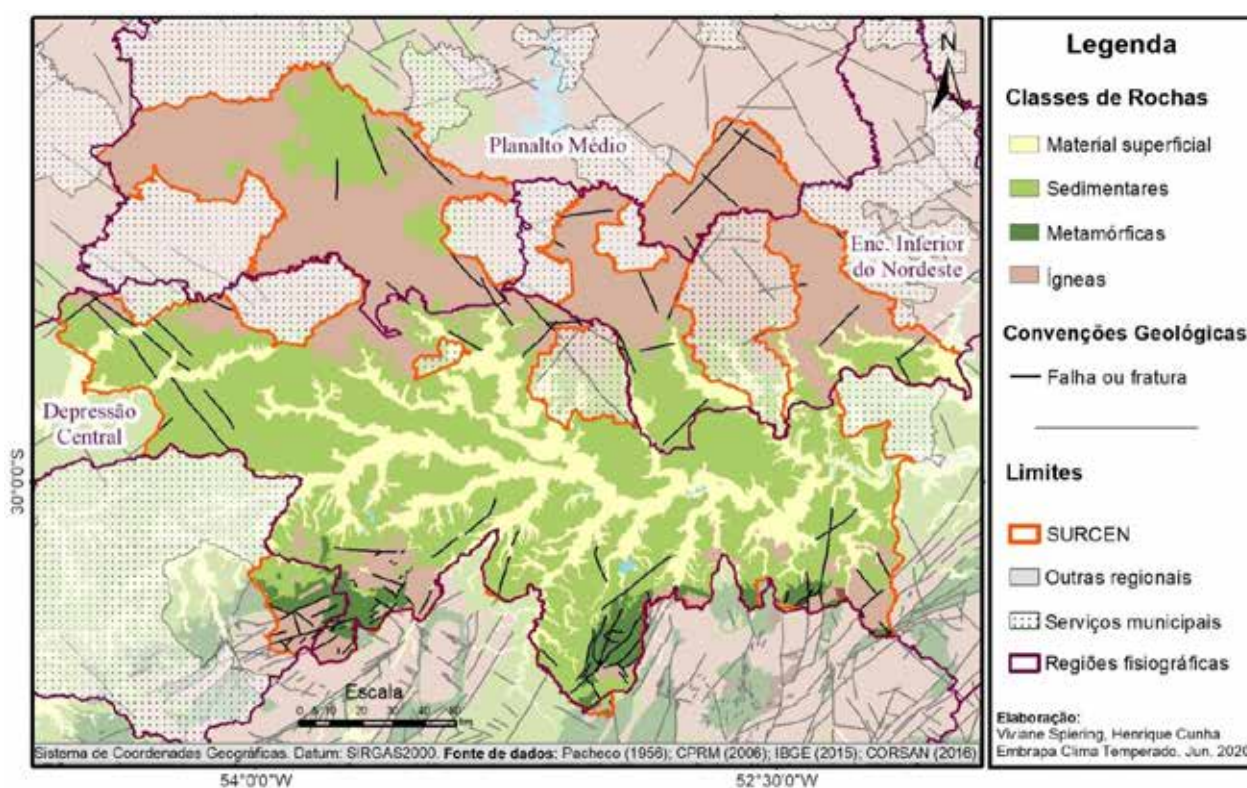 Planalto Médio
Enc. Inferior
do Nordeste
Depressão
Central
30°0'0"S
Escala
0 5 10 20 30 40 50
km
Sistema de Coordenadas Geográficas. Datum: SIRGAS2000. Fonte de dados: Pacheco (1956); CPRM (2006); IBGE (2015); CORSAN (2016)
54°0'0"W
52°30'0"W
Legenda
N
Classes de Rochas
Material superficial
Sedimentares
Metamórficas
Ígneas
Convenções Geológicas
Falha ou fratura
Limites
SURCEN
Outras regionais
Serviços municipais
Regiões fisiográficas
Elaboração:
Viviane Spiering, Henrique Cunha
Embrapa Clima Temperado. Jun. 2020